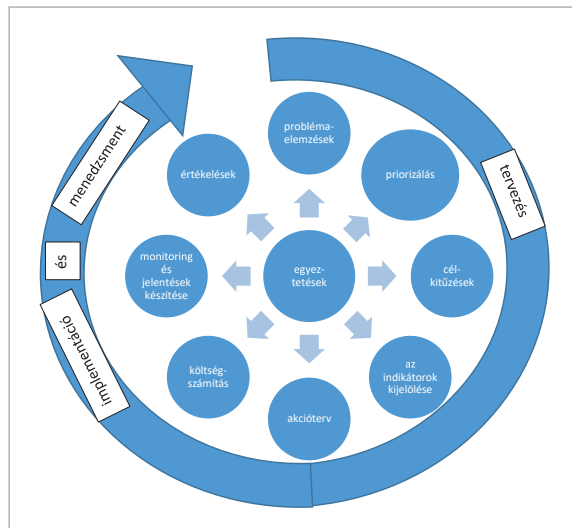 probléma-
elemzések
priorizálás
cél-
kitűzések
az
indikátorok
kijelölése
akcióterv
költség-
számítás
monitoring
és
jelentések
készítése
értékelések
egyez-
tetések
tervezés
implementáció
és
menedzsment